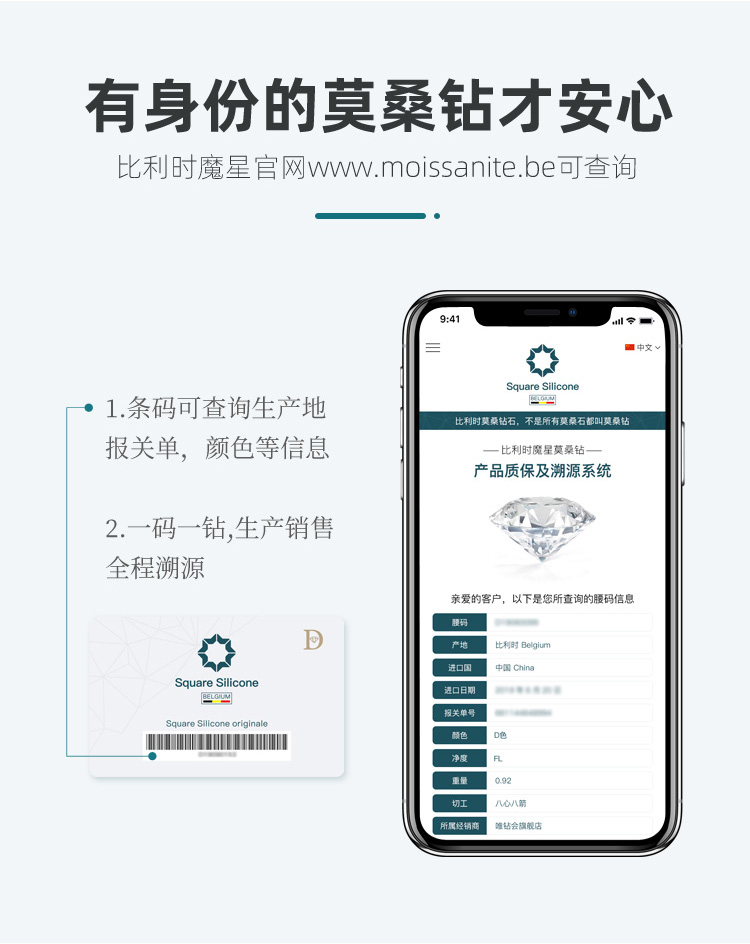 有身份的莫桑钻才安心
比利时魔星官网www.moissanite.be可查询
1.条码可查询生产地
报关单，颜色等信息
2.一码一钻,生产销售
全程溯源
D
Square Silicone
BELGIUM
Square Silicone originale
9:41
中文
Square Silicone
BELGIUM
比利时莫桑钻石，不是所有莫桑石都叫莫桑钻
比利时魔星莫桑钻
产品质保及溯源系统
亲爱的客户，以下是您所查询的腰码信息
腰码
产地 比利时 Belgium
进口国 中国 China
进口日期
报关单号
颜色 D色
净度 FL
重量 0.92
切工 八心八箭
所属经销商 唯钻会旗舰店